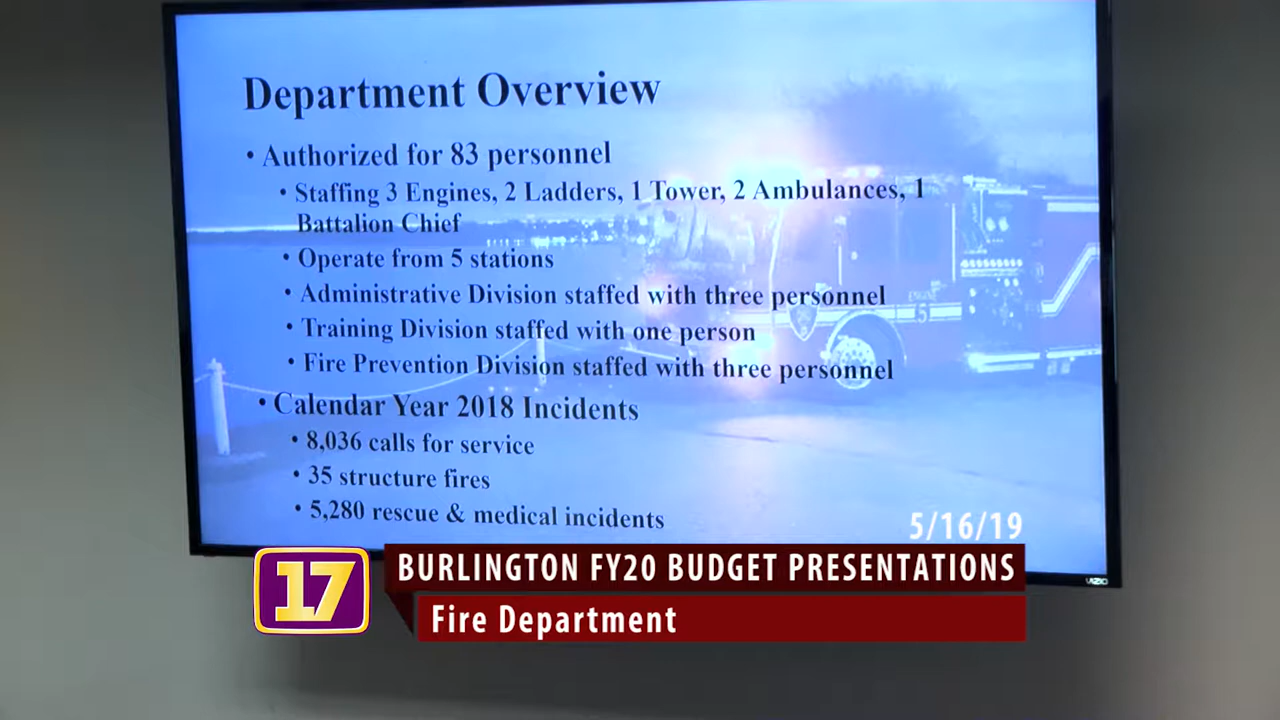 Department Overview
• Authorized for 83 personnel
• Staffing 3 Engines, 2 Ladders, 1 Tower, 2 Ambulances, 1
Battalion Chief
• Operate from 5 stations
• Administrative Division staffed with three personnel
• Training Division staffed with one person
• Fire Prevention Division staffed with three personnel
• Calendar Year 2018 Incidents
• 8,036 calls for service
• 35 structure fires
• 5,280 rescue & medical incidents
ENGINE
5
5/16/19
VIZIO
17
BURLINGTON FY20 BUDGET PRESENTATIONS
Fire Department